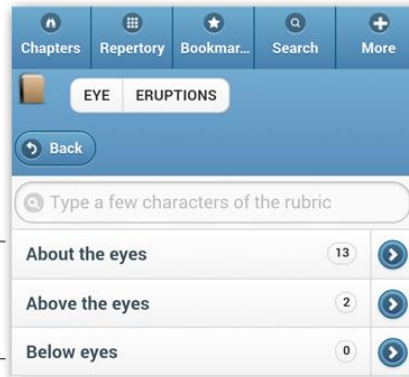 Chapters Repertory Bookmar... Search More
EYE ERUPTIONS
Back
Type a few characters of the rubric
About the eyes 13
Above the eyes 2
Below eyes 0